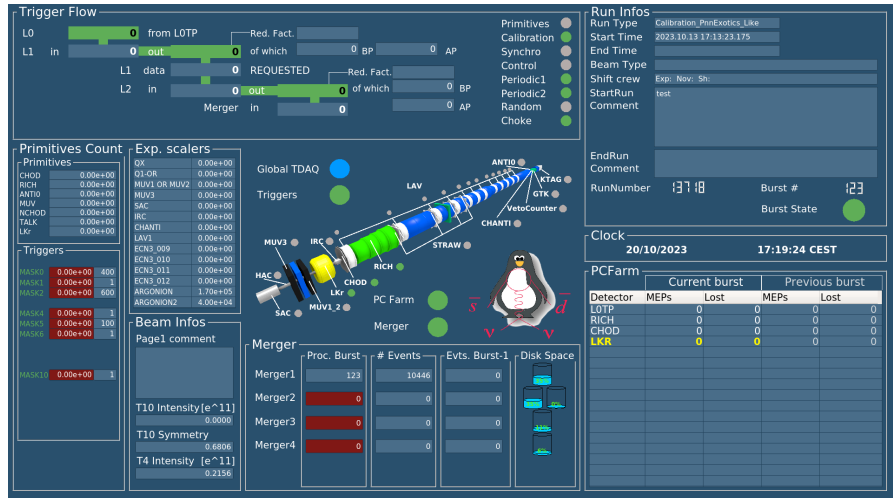 Trigger Flow
L0 0 from L0TP Red. Fact.
L1 in 0 out 0 of which 0 BP 0 AP
L1 data 0 REQUESTED Red. Fact.
L2 in 0 out 0 of which 0 BP
Merger in 0 0 AP
Primitives
Calibration
Synchro
Control
Periodic1
Periodic2
Random
Choke
Run Infos
Run Type Calibration_PnnExotics_Like
Start Time 2023.10.13 17:13:23.175
End Time
Beam Type
Shift crew Exp: Nov: Sh:
StartRun Comment test
EndRun Comment
RunNumber 13718 Burst # 123
Burst State
Clock
20/10/2023 17:19:24 CEST
Primitives Count
Primitives
CHOD 0.00e+00
RICH 0.00e+00
ANTI0 0.00e+00
MUV 0.00e+00
NCHOD 0.00e+00
TALK 0.00e+00
LKr 0.00e+00
Triggers
MASK0 0.00e+00 400
MASK1 0.00e+00 1
MASK2 0.00e+00 600
MASK4 0.00e+00 1
MASK5 0.00e+00 100
MASK6 0.00e+00 1
MASK10 0.00e+00 1
Exp. scalers
QX 0.00e+00
Q1-OR 0.00e+00
MUV1 OR MUV2 0.00e+00
MUV3 0.00e+00
SAC 0.00e+00
IRC 0.00e+00
CHANTI 0.00e+00
LAV1 0.00e+00
ECN3_009 0.00e+00
ECN3_010 0.00e+00
ECN3_011 0.00e+00
ECN3_012 0.00e+00
ARGONION 1.70e+05
ARGONION2 4.00e+04
Global TDAQ
Triggers
ANTI0
KTAG
GTK
VetoCounter
CHANTI
LAV
STRAW
MUV3
IRC
RICH
CHOD
HAC
LKr
MUV1_2
SAC
PC Farm
Merger
s d
ν ν
Beam Infos
Page1 comment
T10 Intensity[e^11]
0.0000
T10 Symmetry
0.6806
T4 Intensity [e^11]
0.2156
Merger
Proc. Burst # Events Evts. Burst-1 Disk Space
Merger1 123 10446 0
Merger2 0 0 0
Merger3 0 0 0
Merger4 0 0 0
PCFarm
Current burst Previous burst
Detector MEPs Lost MEPs Lost
L0TP 0 0 0
RICH 0 0 0
CHOD 0 0 0
LKR 0 0 0